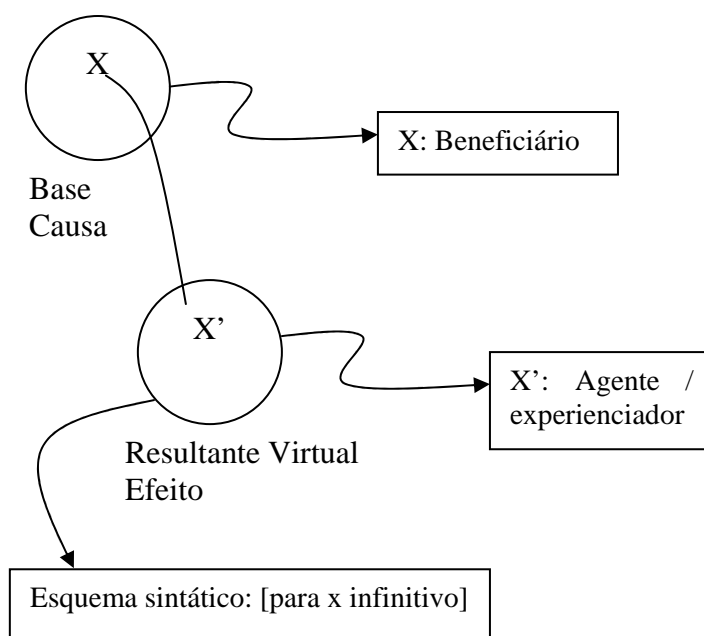 X
X: Beneficiário
Base
Causa
X’
X’: Agente /
experienciador
Resultante Virtual
Efeito
Esquema sintático: [para x infinitivo]